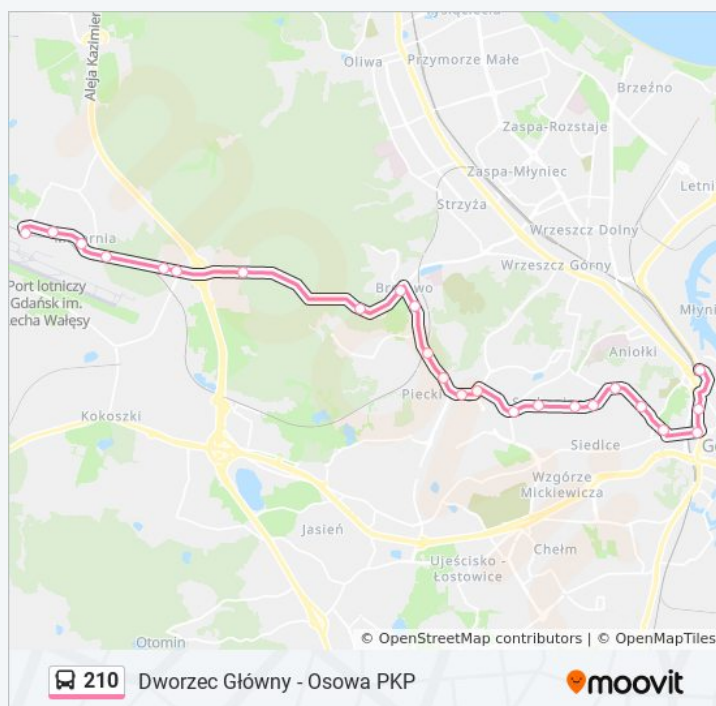 Przymorze Małe
Oliwa
Aleja Kazimier
Brzeźno
Zaspa-Rozstaje
Zaspa-Młyniec
Letni
Strzyża
Wrzeszcz Dolny
Wrzeszcz Górny
Port lotniczy
Gdańsk im.
Lecha Wałęsy
Młyni
Aniołki
Piecki
Kokoszki
Siedlce
Wzgórze
Mickiewicza
Jasień
Chełm
Ujeścisko -
Łostowice
Otomin
© OpenStreetMap contributors | © OpenMapTiles
210 Dworzec Główny - Osowa PKP
moovit